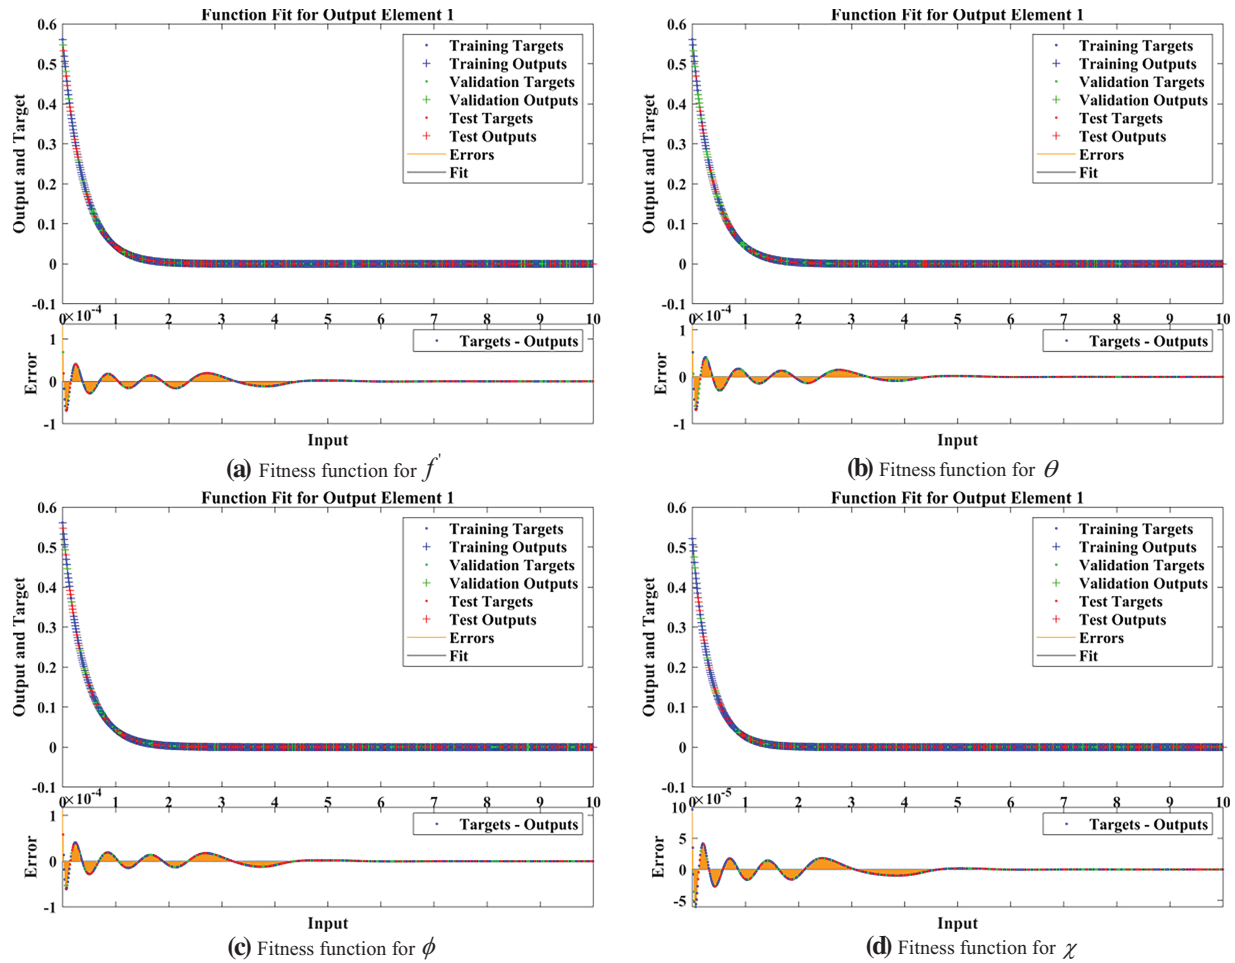 Function Fit for Output Element 1
Output and Target
0.6
0.5
0.4
0.3
0.2
0.1
0
-0.1
Training Targets
Training Outputs
Validation Targets
Validation Outputs
Test Targets
Test Outputs
Errors
Fit
0 1 2 3 4 5 6 7 8 9 10
×10⁻⁴
Error
1
0
-1
Targets - Outputs
Input
(a) Fitness function for f'
Function Fit for Output Element 1
Output and Target
0.6
0.5
0.4
0.3
0.2
0.1
0
-0.1
Training Targets
Training Outputs
Validation Targets
Validation Outputs
Test Targets
Test Outputs
Errors
Fit
0 1 2 3 4 5 6 7 8 9 10
×10⁻⁴
Error
1
0
-1
Targets - Outputs
Input
(b) Fitness function for θ
Function Fit for Output Element 1
Output and Target
0.6
0.5
0.4
0.3
0.2
0.1
0
-0.1
Training Targets
Training Outputs
Validation Targets
Validation Outputs
Test Targets
Test Outputs
Errors
Fit
0 1 2 3 4 5 6 7 8 9 10
×10⁻⁴
Error
1
0
-1
Targets - Outputs
Input
(c) Fitness function for ϕ
Function Fit for Output Element 1
Output and Target
0.6
0.5
0.4
0.3
0.2
0.1
0
-0.1
Training Targets
Training Outputs
Validation Targets
Validation Outputs
Test Targets
Test Outputs
Errors
Fit
0 1 2 3 4 5 6 7 8 9 10
×10⁻⁵
Error
10
5
0
-5
Targets - Outputs
Input
(d) Fitness function for χ